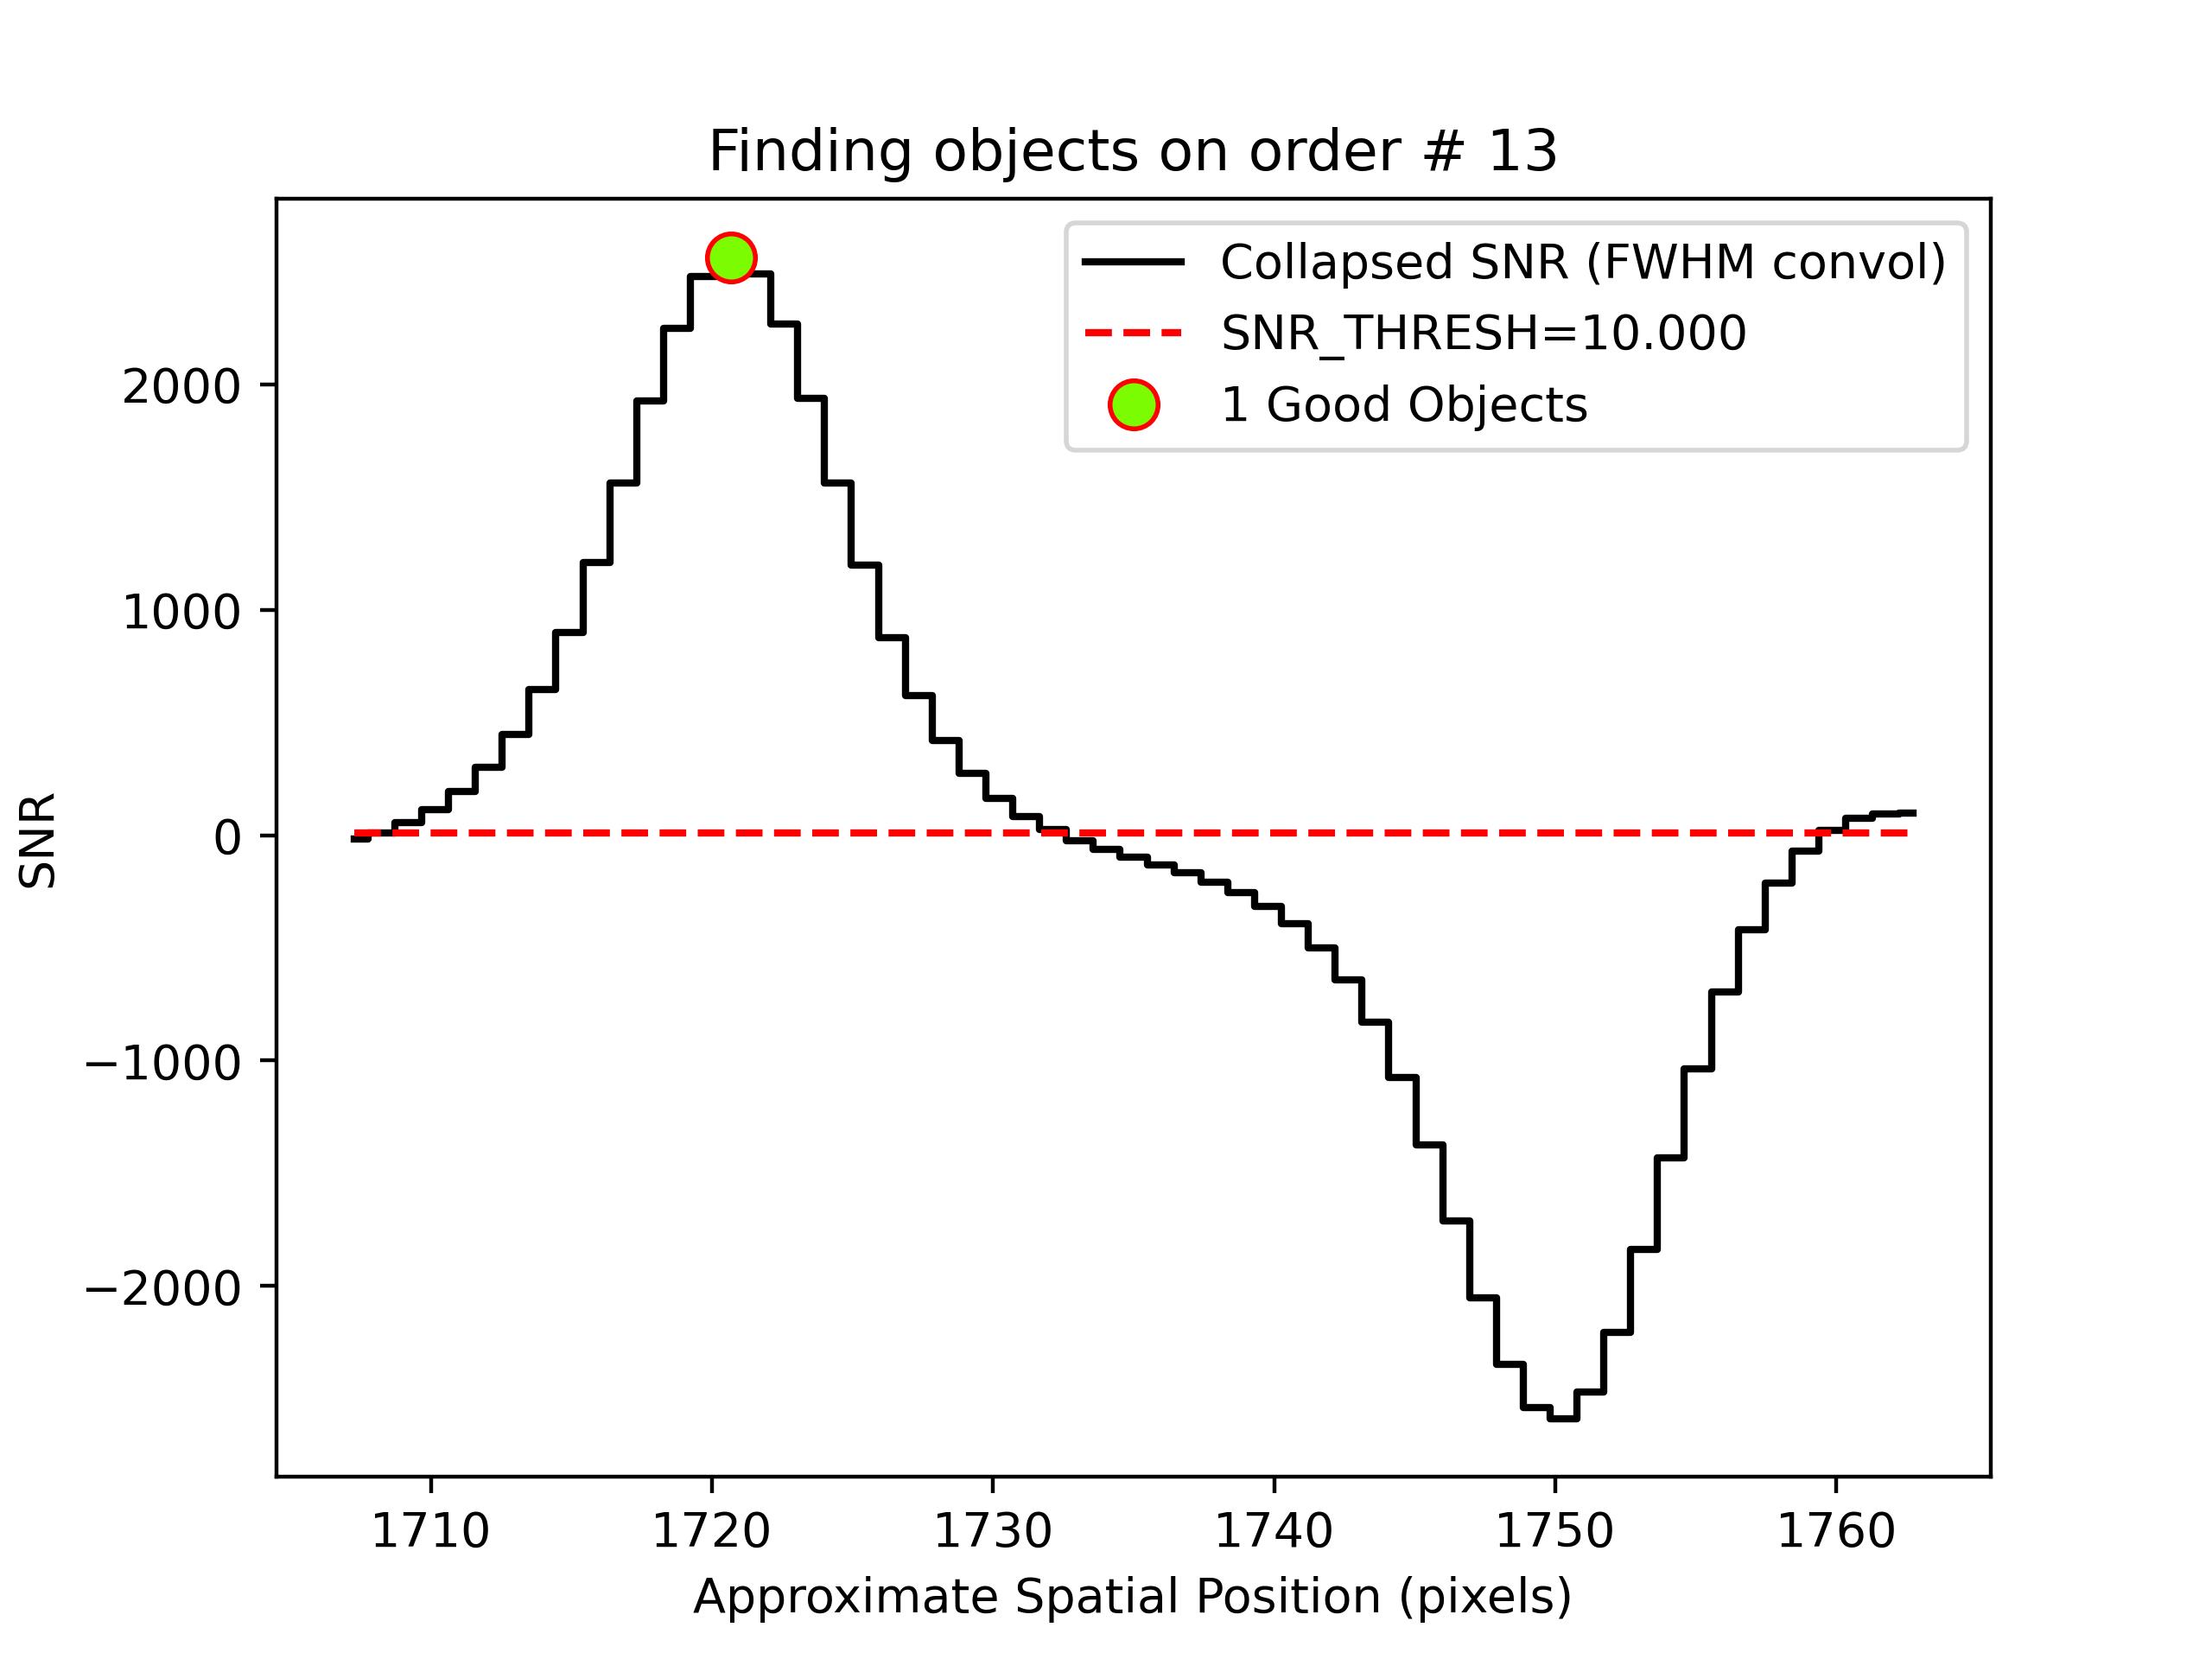 Finding objects on order # 13
Collapsed SNR (FWHM convol)
SNR_THRESH=10.000
1 Good Objects
2000
1000
0
−1000
−2000
SNR
1710 1720 1730 1740 1750 1760
Approximate Spatial Position (pixels)